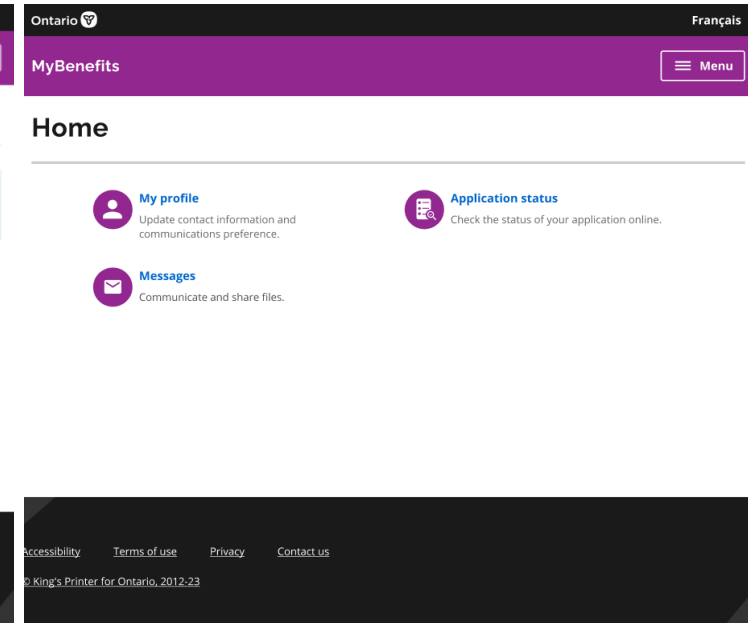 Ontario
Français
MyBenefits
Menu
Home
My profile
Update contact information and
communications preference.
Application status
Check the status of your application online.
Messages
Communicate and share files.
Accessibility
Terms of use
Privacy
Contact us
© King's Printer for Ontario, 2012-23